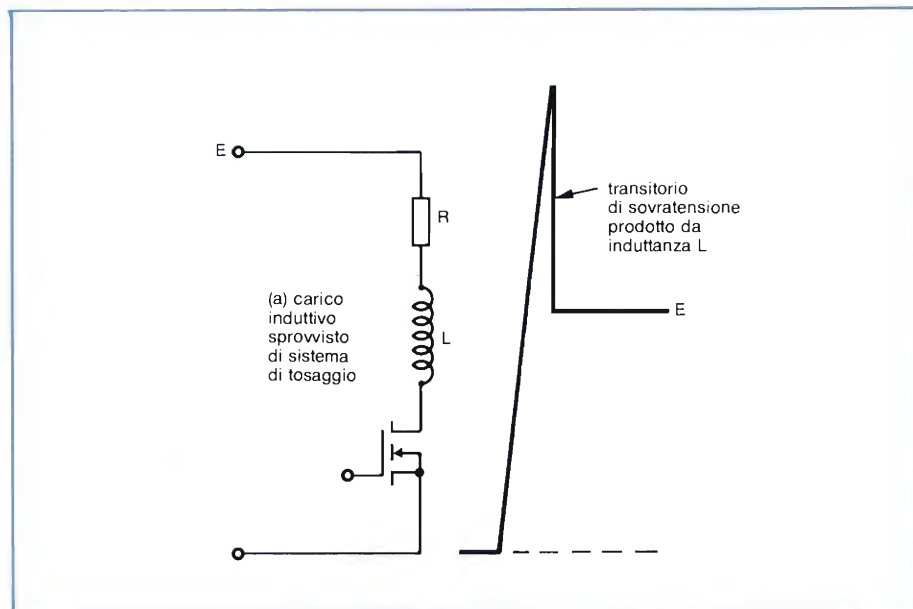 E
R
(a) carico
induttivo
sprovvisto
di sistema
di tosaggio
L
transitorio
di sovratensione
prodotto da
induttanza L
E